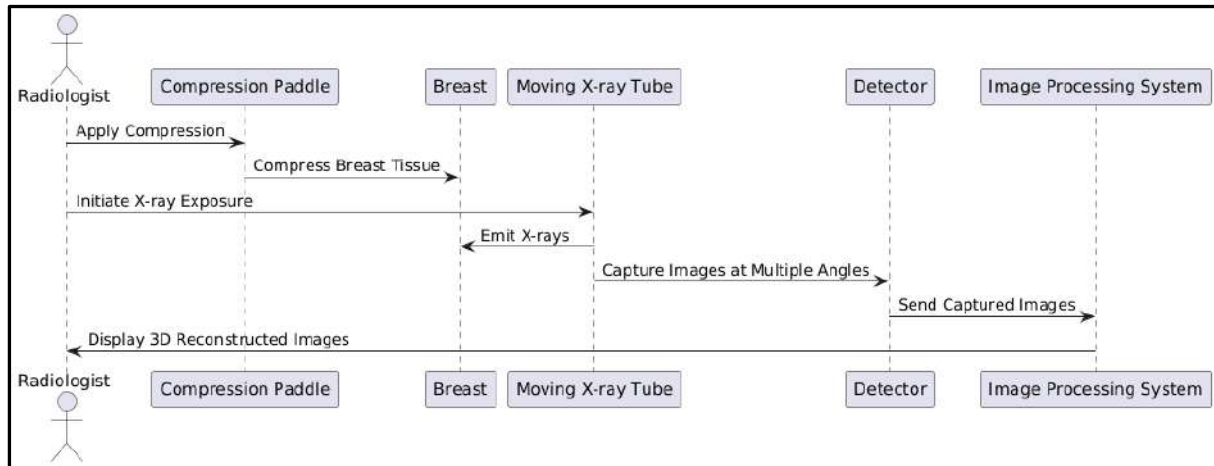 Radiologist
Compression Paddle
Breast
Moving X-ray Tube
Detector
Image Processing System
Apply Compression
Compress Breast Tissue
Initiate X-ray Exposure
Emit X-rays
Capture Images at Multiple Angles
Send Captured Images
Display 3D Reconstructed Images
Radiologist
Compression Paddle
Breast
Moving X-ray Tube
Detector
Image Processing System